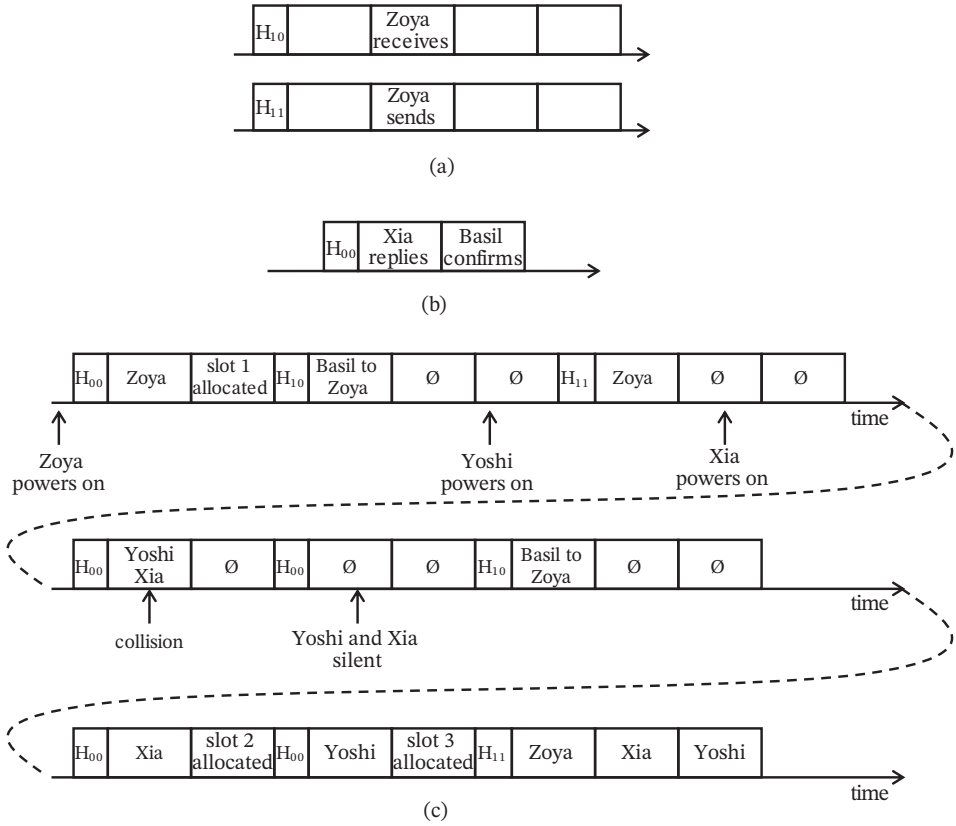 H₁₀ Zoya receives
H₁₁ Zoya sends
(a)
H₀₀ Xia replies Basil confirms
(b)
H₀₀ Zoya slot 1 allocated H₁₀ Basil to Zoya Ø Ø H₁₁ Zoya Ø Ø
time
Zoya powers on
Yoshi powers on
Xia powers on
H₀₀ Yoshi Xia Ø H₀₀ Ø Ø H₁₀ Basil to Zoya Ø Ø
time
collision
Yoshi and Xia silent
H₀₀ Xia slot 2 allocated H₀₀ Yoshi slot 3 allocated H₁₁ Zoya Xia Yoshi
time
(c)